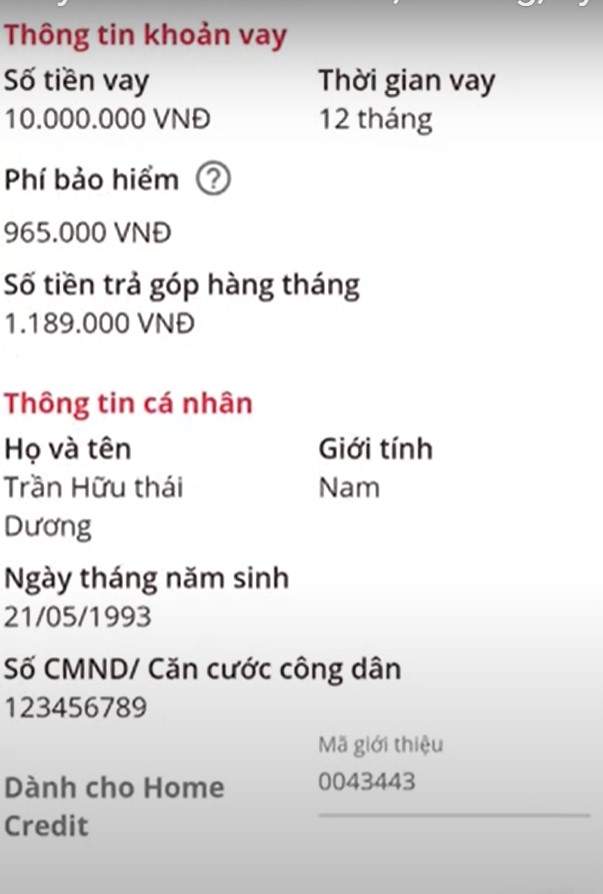 Thông tin khoản vay
Số tiền vay
Thời gian vay
10.000.000 VNĐ
12 tháng
Phí bảo hiểm ?
965.000 VNĐ
Số tiền trả góp hàng tháng
1.189.000 VNĐ
Thông tin cá nhân
Họ và tên
Giới tính
Trần Hữu thái
Nam
Dương
Ngày tháng năm sinh
21/05/1993
Số CMND/ Căn cước công dân
123456789
Mã giới thiệu
Dành cho Home
0043443
Credit